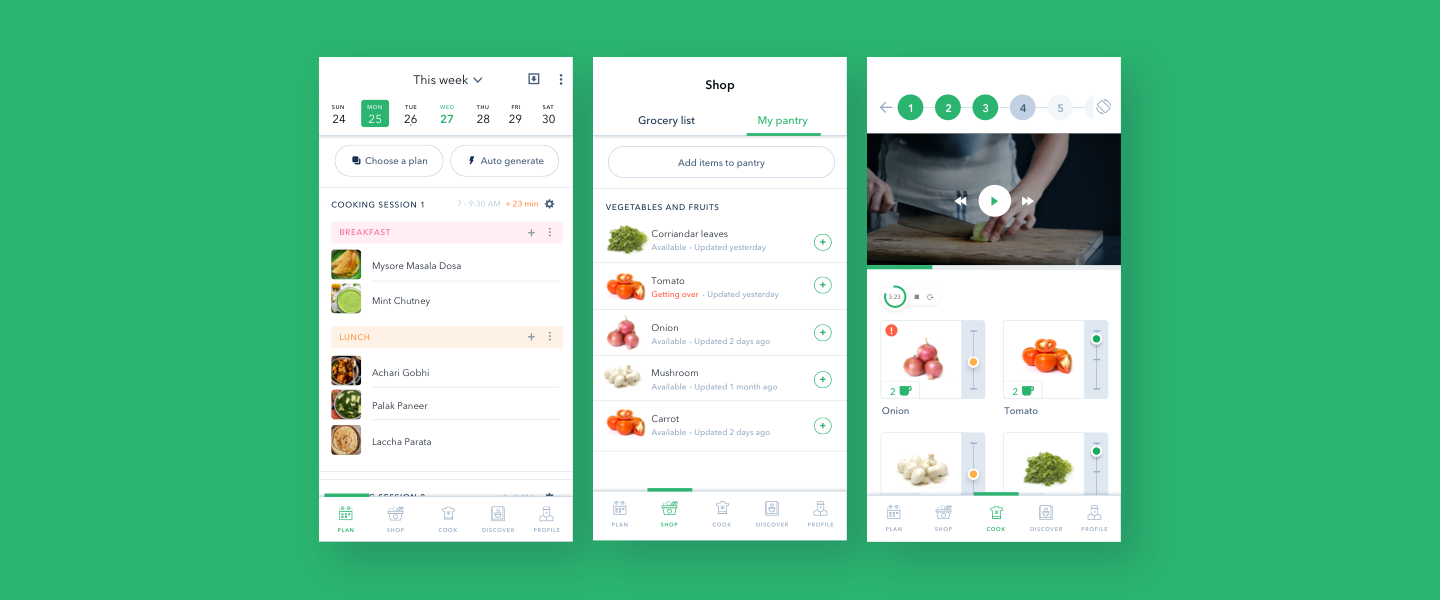 This week
SUN MON TUE WED THU FRI SAT
24 25 26 27 28 29 30
Choose a plan Auto generate
COOKING SESSION 1 7 - 9:30 AM + 23 min
BREAKFAST
Mysore Masala Dosa
Mint Chutney
LUNCH
Achari Gobhi
Palak Paneer
Laccha Parata
PLAN SHOP COOK DISCOVER PROFILE
Shop
Grocery list My pantry
Add items to pantry
VEGETABLES AND FRUITS
Corriandar leaves
Available • Updated yesterday
Tomato
Getting over • Updated yesterday
Onion
Available • Updated 2 days ago
Mushroom
Available • Updated 1 month ago
Carrot
Available • Updated 2 days ago
PLAN SHOP COOK DISCOVER PROFILE
1 2 3 4 5
3:23
2 2
Onion Tomato
PLAN SHOP COOK DISCOVER PROFILE